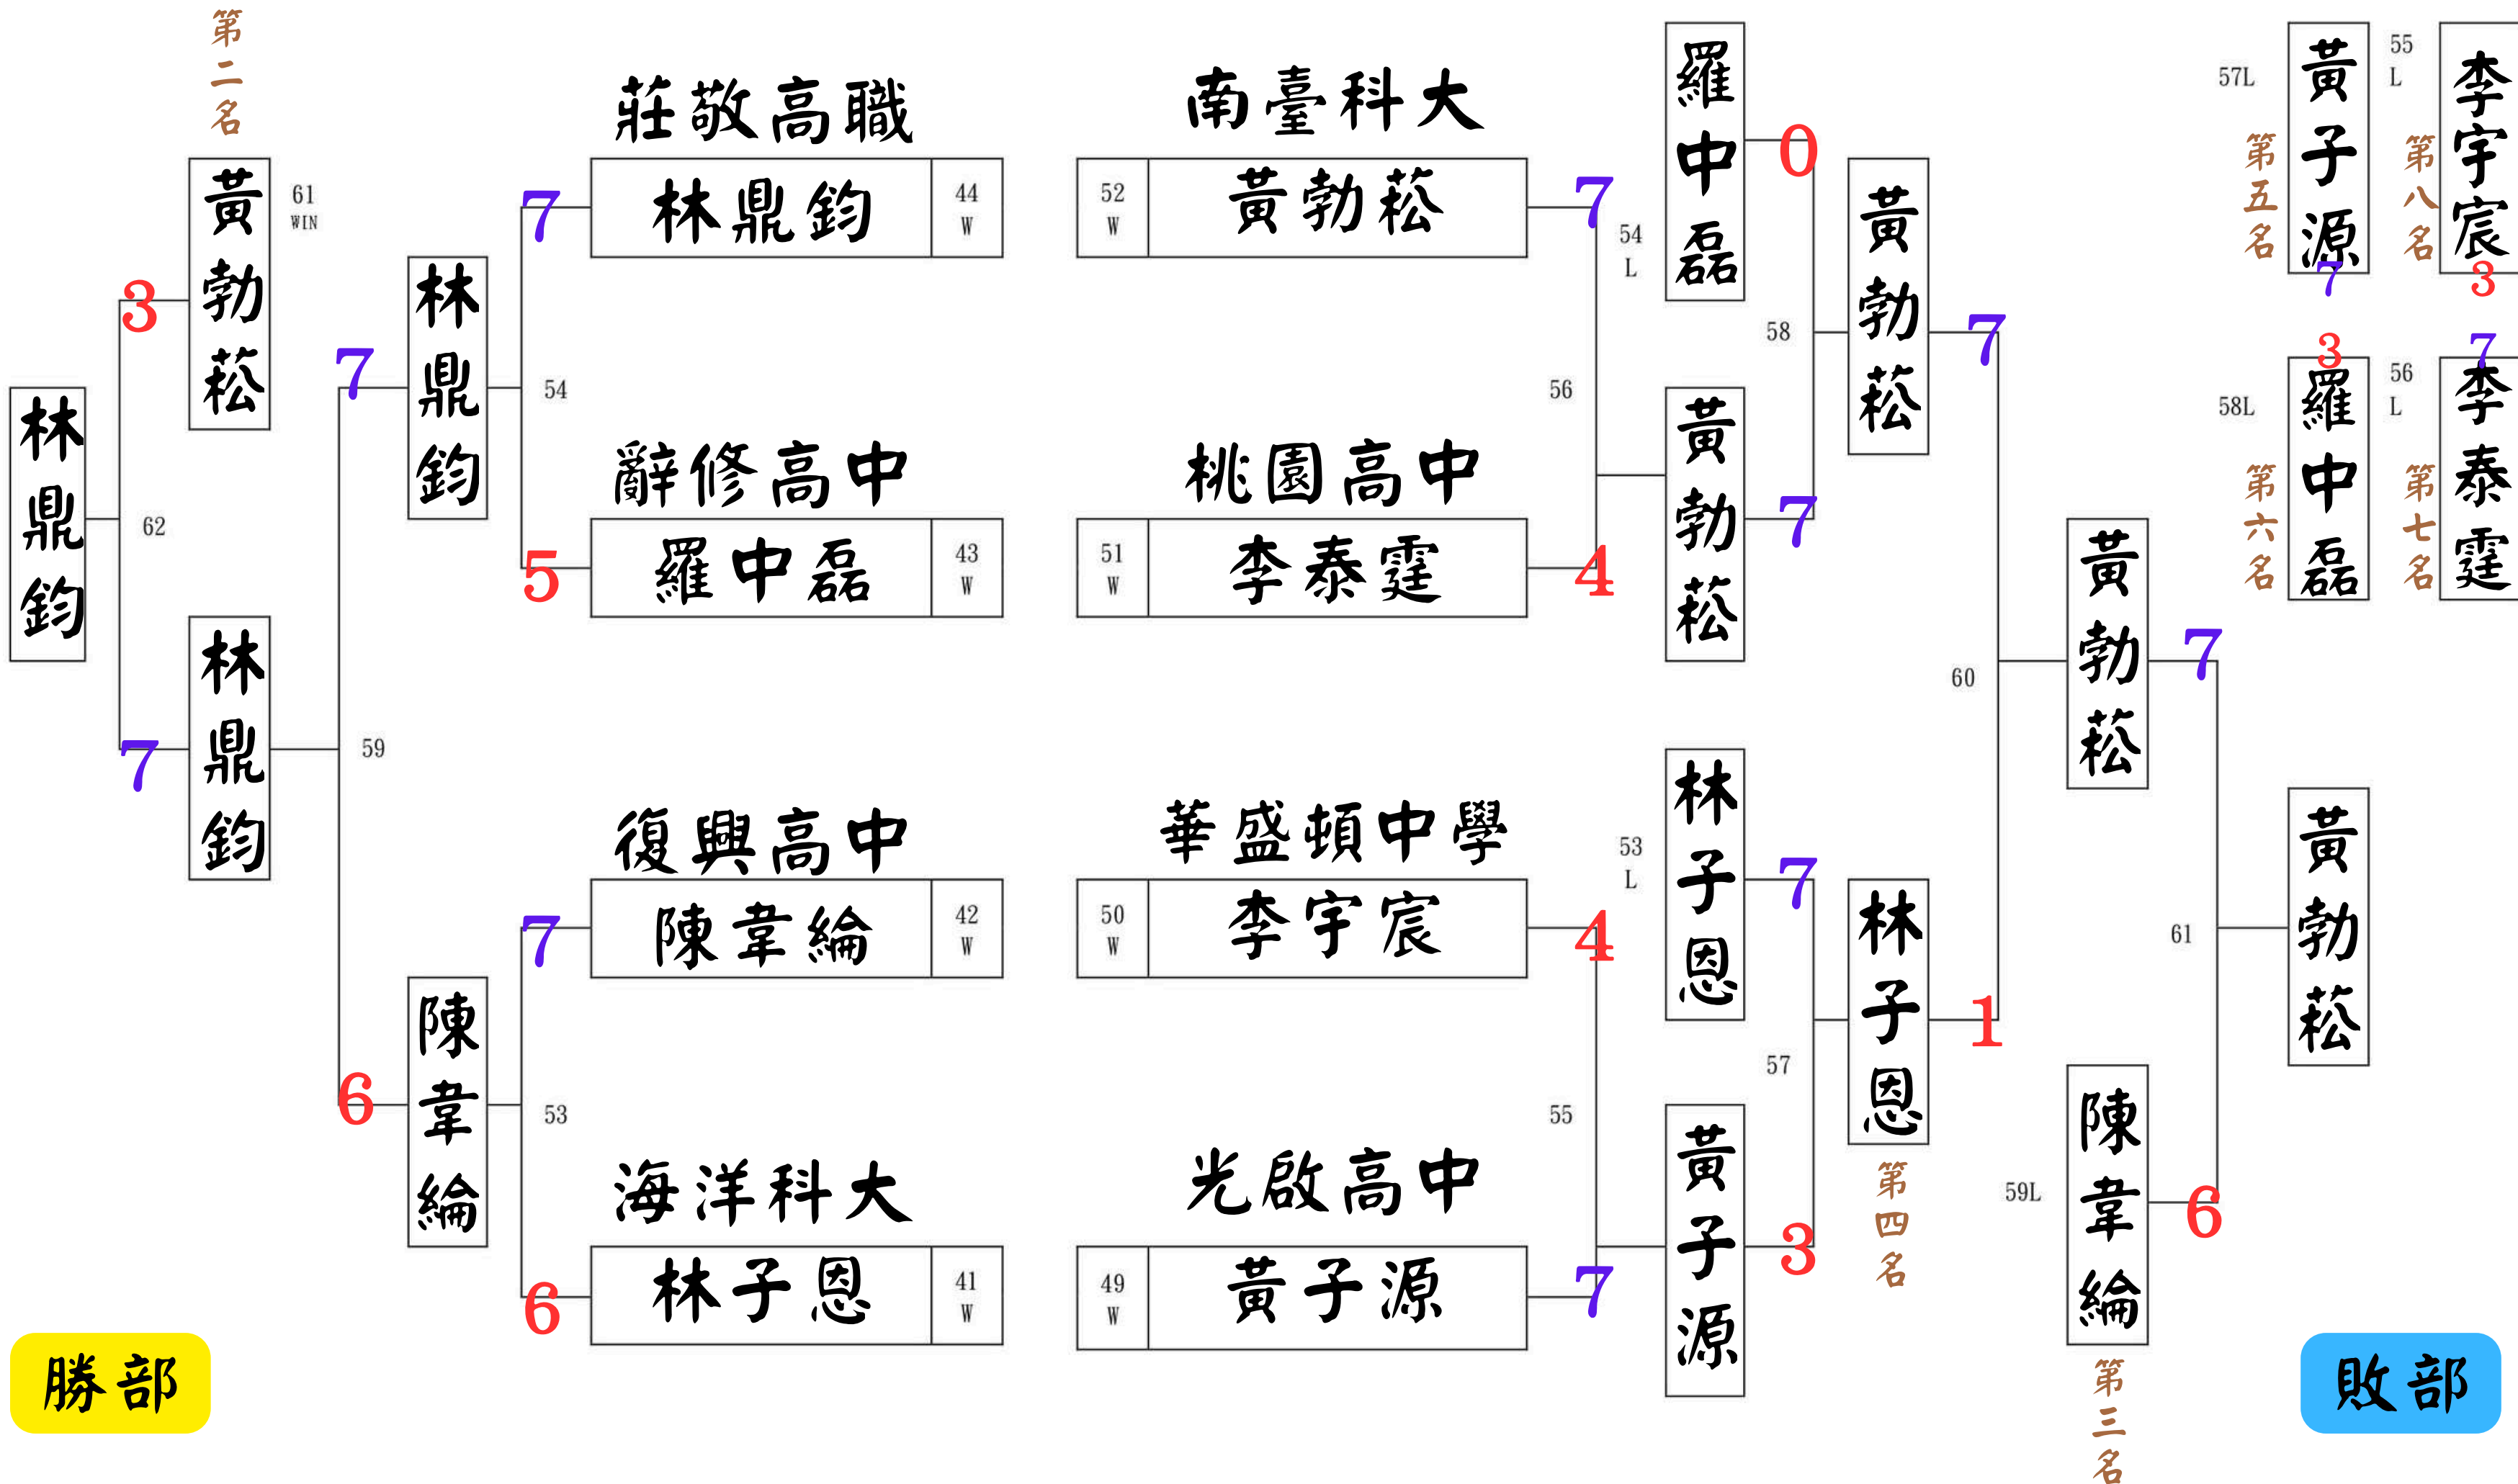 第二名
黃勃菘
61
WIN
3
林鼎鈞
62
7
林鼎鈞
7
林鼎鈞
59
6
陳韋綸
莊敬高職
7
林鼎鈞
44
W
54
辭修高中
5
羅中磊
43
W
復興高中
7
陳韋綸
42
W
53
海洋科大
6
林子恩
41
W
勝部
南臺科大
52
W
黃勃菘
7
56
桃園高中
51
W
李泰霆
4
華盛頓中學
50
W
李宇宸
4
55
光啟高中
49
W
黃子源
7
54
L
羅中磊
0
58
黃勃菘
7
53
L
林子恩
7
57
黃子源
3
黃勃菘
7
60
林子恩
1
第四名
黃勃菘
7
61
59L
陳韋綸
6
第三名
黃勃菘
57L
第五名
黃子源
7
55
L
第八名
李宇宸
3
58L
第六名
3
羅中磊
56
L
第七名
7
李泰霆
敗部